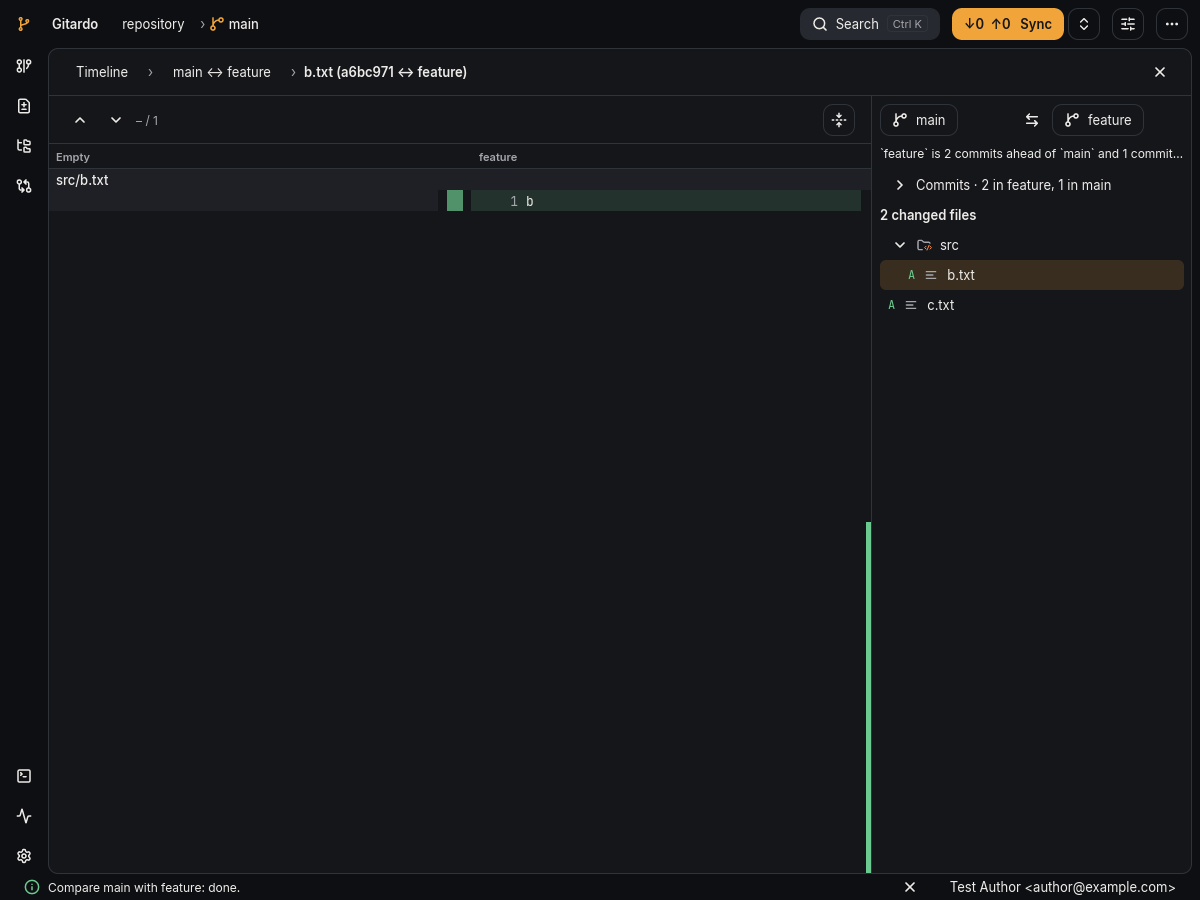 Gitardo repository › main Search Ctrl K ↓0 ↑0 Sync
Timeline › main ↔ feature › b.txt (a6bc971 ↔ feature)
– / 1
main feature
Empty feature
`feature` is 2 commits ahead of `main` and 1 commit...
src/b.txt
1 b
Commits · 2 in feature, 1 in main
2 changed files
src
A b.txt
A c.txt
Compare main with feature: done.
Test Author <author@example.com>